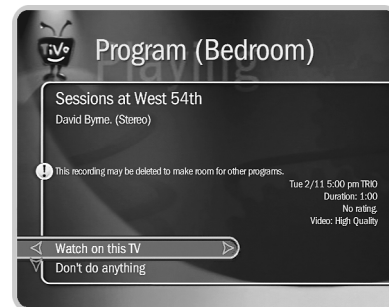 TiVo
Program (Bedroom)
Playing
Sessions at West 54th
David Byrne. (Stereo)
! This recording may be deleted to make room for other programs.
Tue 2/11 5:00 pm TRIO
Duration: 1:00
No rating.
Video: High Quality
Watch on this TV
Don't do anything